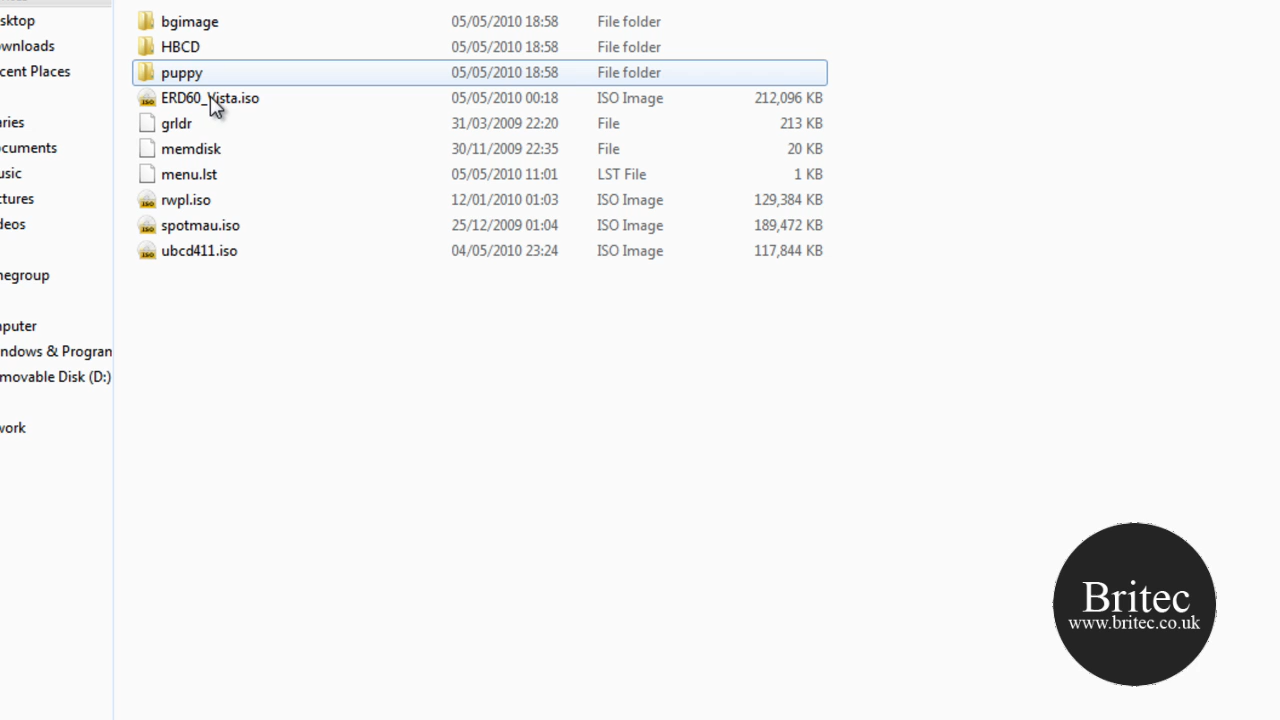 sktop
wnloads
cent Places
ries
cuments
usic
tures
deos
negroup
puter
ndows & Progran
movable Disk (D:)
work
bgimage 05/05/2010 18:58 File folder
HBCD 05/05/2010 18:58 File folder
puppy 05/05/2010 18:58 File folder
ERD60_Vista.iso 05/05/2010 00:18 ISO Image 212,096 KB
grldr 31/03/2009 22:20 File 213 KB
memdisk 30/11/2009 22:35 File 20 KB
menu.lst 05/05/2010 11:01 LST File 1 KB
rwpl.iso 12/01/2010 01:03 ISO Image 129,384 KB
spotmau.iso 25/12/2009 01:04 ISO Image 189,472 KB
ubcd411.iso 04/05/2010 23:24 ISO Image 117,844 KB
Britec
www.britec.co.uk